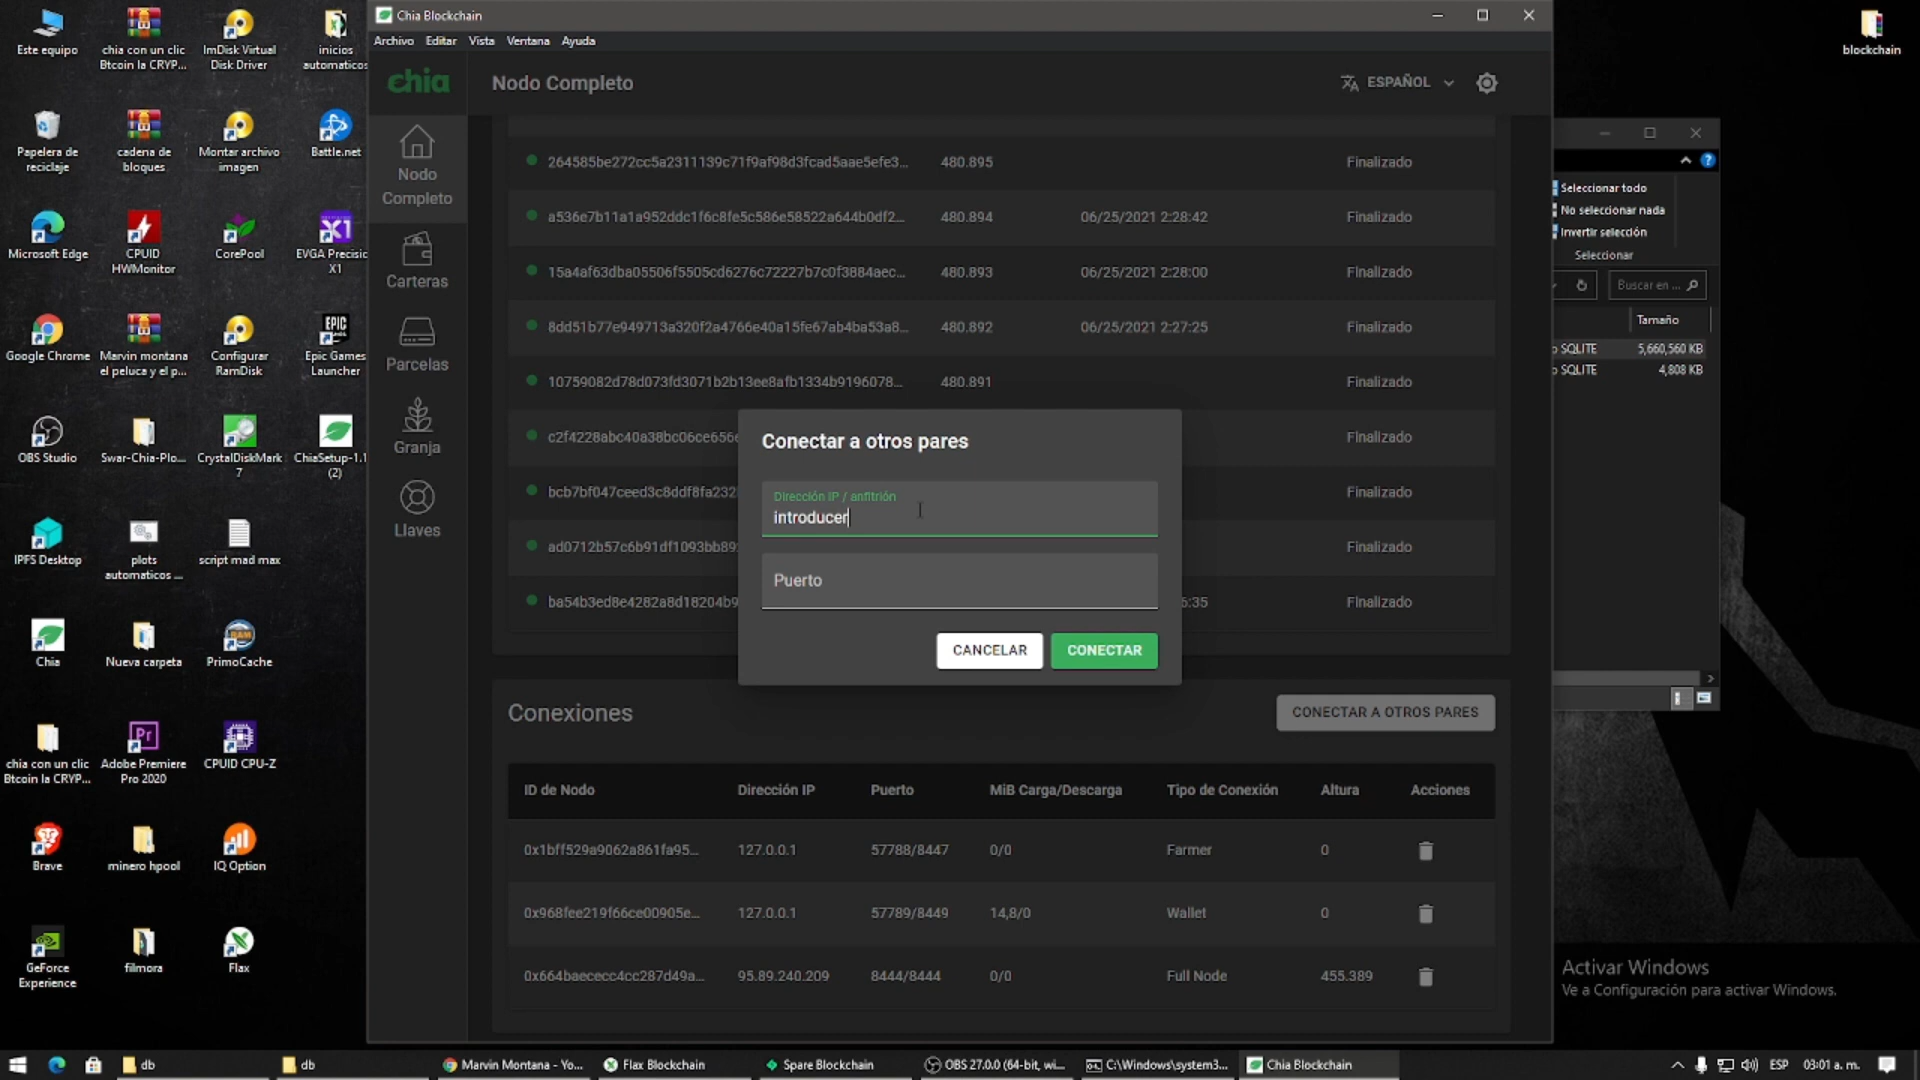 Este equipo
chia con un clic
Btcoin la CRYP...
ImDisk Virtual
Disk Driver
inicios
automaticos
Papelera de
reciclaje
cadena de
bloques
Montar archivo
imagen
Battle.net
Microsoft Edge
CPUID
HWMonitor
CorePool
EVGA Precisic
X1
Google Chrome
Marvin montana
el peluca y el p...
Configurar
RamDisk
Epic Games
Launcher
OBS Studio
Swar-Chia-Plo...
CrystalDiskMark
7
ChiaSetup-1.1
(2)
IPFS Desktop
plots
automaticos ...
script mad max
Chia
Nueva carpeta
PrimoCache
chia con un clic
Btcoin la CRYP...
Adobe Premiere
Pro 2020
CPUID CPU-Z
Brave
minero hpool
IQ Option
GeForce
Experience
filmora
Flax
blockchain
Chia Blockchain
Archivo Editar Vista Ventana Ayuda
chia
Nodo Completo
ESPAÑOL
Nodo
Completo
Carteras
Parcelas
Granja
Llaves
264585be272cc5a2311139c71f9af98d3fcad5aae5efe3... 480.895 Finalizado
a536e7b11a1a952ddc1f6c8fe5c586e58522a644b0df2... 480.894 06/25/2021 2:28:42 Finalizado
15a4af63dba05506f5505cd6276c72227b7c0f3884aec... 480.893 06/25/2021 2:28:00 Finalizado
8dd51b77e949713a320f2a4766e40a15fe67ab4ba53a8... 480.892 06/25/2021 2:27:25 Finalizado
10759082d78d073fd3071b2b13ee8afb1334b9196078... 480.891 Finalizado
c2f4228abc40a38bc06ce656e Finalizado
bcb7bf047ceed3c8ddf8fa232 Finalizado
ad0712b57c6b91df1093bb89 Finalizado
ba54b3ed8e4282a8d18204b9 6:35 Finalizado
Conectar a otros pares
Dirección IP / anfitrión
introducer
Puerto
CANCELAR CONECTAR
Conexiones
CONECTAR A OTROS PARES
ID de Nodo Dirección IP Puerto MiB Carga/Descarga Tipo de Conexión Altura Acciones
0x1bff529a9062a861fa95... 127.0.0.1 57788/8447 0/0 Farmer 0
0x968fee219f66ce00905e... 127.0.0.1 57789/8449 14,8/0 Wallet 0
0x664baececc4cc287d49a... 95.89.240.209 8444/8444 0/0 Full Node 455.389
Seleccionar todo
No seleccionar nada
Invertir selección
Seleccionar
Buscar en ...
Tamaño
SQLITE 5,660,560 KB
SQLITE 4,808 KB
Activar Windows
Ve a Configuración para activar Windows.
db
db
Marvin Montana - Yo...
Flax Blockchain
Spare Blockchain
OBS 27.0.0 (64-bit, wi...
C:\Windows\system3...
Chia Blockchain
ESP
03:01 a. m.